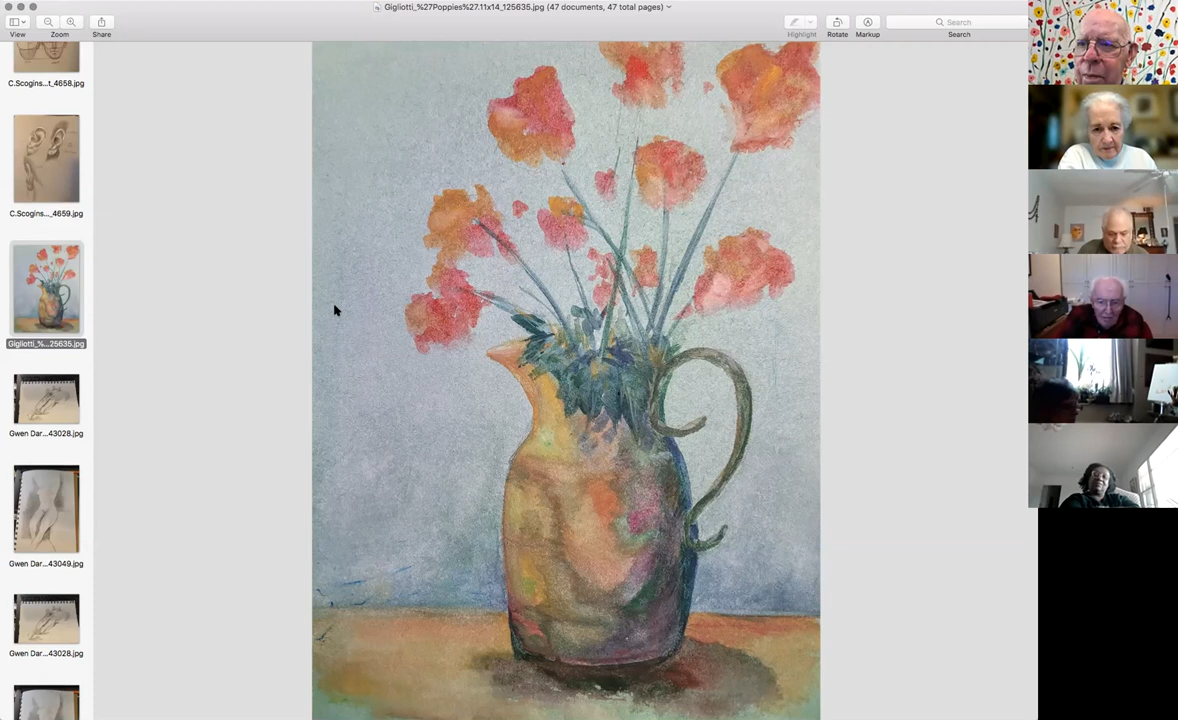 Gigliotti_%27Poppies%27.11x14_125635.jpg (47 documents, 47 total pages)
View
Zoom
Share
Highlight
Rotate
Markup
Search
Search
C.Scogins...t_4658.jpg
C.Scogins..._4659.jpg
Gigliotti_%...25635.jpg
Gwen Dar...43028.jpg
Gwen Dar...43049.jpg
Gwen Dar...43028.jpg